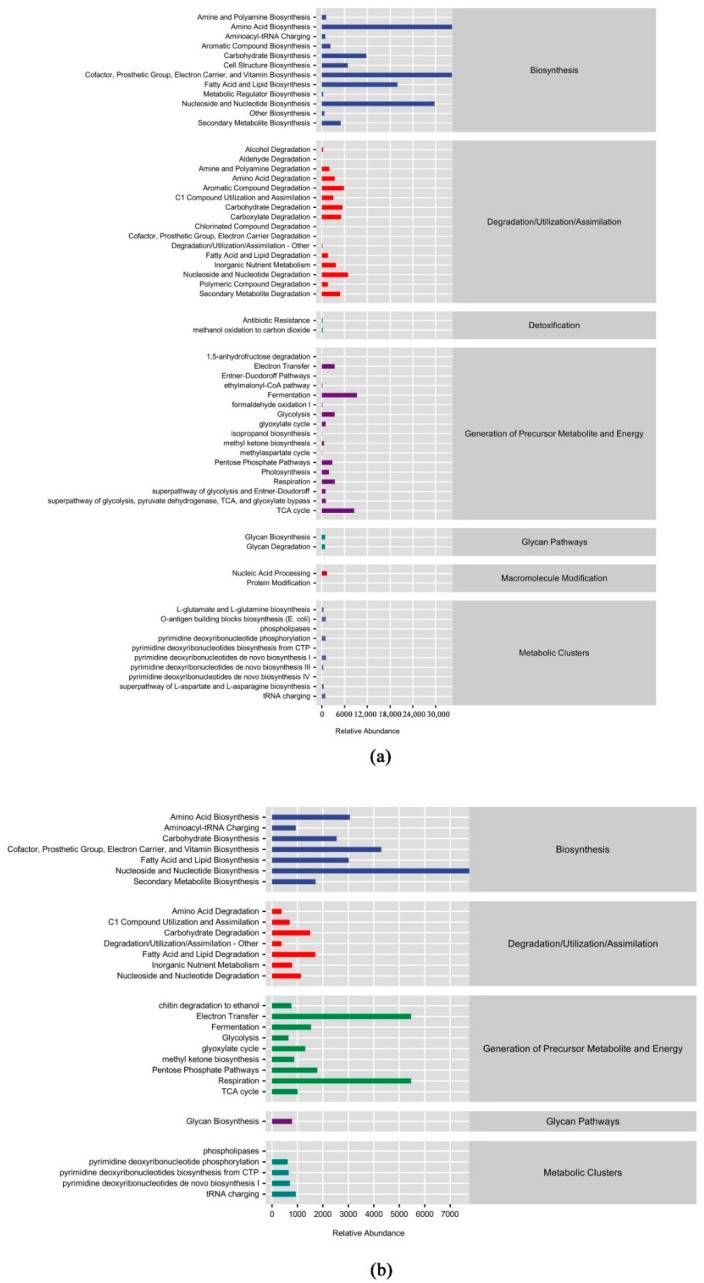 Amine and Polyamine Biosynthesis
Amino Acid Biosynthesis
Aminoacyl-tRNA Charging
Aromatic Compound Biosynthesis
Carbohydrate Biosynthesis
Cell Structure Biosynthesis
Cofactor, Prosthetic Group, Electron Carrier, and Vitamin Biosynthesis
Fatty Acid and Lipid Biosynthesis
Metabolic Regulator Biosynthesis
Nucleoside and Nucleotide Biosynthesis
Other Biosynthesis
Secondary Metabolite Biosynthesis
Biosynthesis
Alcohol Degradation
Aldehyde Degradation
Amine and Polyamine Degradation
Amino Acid Degradation
Aromatic Compound Degradation
C1 Compound Utilization and Assimilation
Carbohydrate Degradation
Carboxylate Degradation
Chlorinated Compound Degradation
Cofactor, Prosthetic Group, Electron Carrier Degradation
Degradation/Utilization/Assimilation - Other
Fatty Acid and Lipid Degradation
Inorganic Nutrient Metabolism
Nucleoside and Nucleotide Degradation
Polymeric Compound Degradation
Secondary Metabolite Degradation
Degradation/Utilization/Assimilation
Antibiotic Resistance
methanol oxidation to carbon dioxide
Detoxification
1,5-anhydrofructose degradation
Electron Transfer
Entner-Duodoroff Pathways
ethylmalonyl-CoA pathway
Fermentation
formaldehyde oxidation I
Glycolysis
glyoxylate cycle
isopropanol biosynthesis
methyl ketone biosynthesis
methylaspartate cycle
Pentose Phosphate Pathways
Photosynthesis
Respiration
superpathway of glycolysis and Entner-Doudoroff
superpathway of glycolysis, pyruvate dehydrogenase, TCA, and glyoxylate bypass
TCA cycle
Generation of Precursor Metabolite and Energy
Glycan Biosynthesis
Glycan Degradation
Glycan Pathways
Nucleic Acid Processing
Protein Modification
Macromolecule Modification
L-glutamate and L-glutamine biosynthesis
O-antigen building blocks biosynthesis (E. coli)
phospholipases
pyrimidine deoxyribonucleotide phosphorylation
pyrimidine deoxyribonucleotides biosynthesis from CTP
pyrimidine deoxyribonucleotides de novo biosynthesis I
pyrimidine deoxyribonucleotides de novo biosynthesis III
pyrimidine deoxyribonucleotides de novo biosynthesis IV
superpathway of L-aspartate and L-asparagine biosynthesis
tRNA charging
Metabolic Clusters
0 6000 12,000 18,000 24,000 30,000
Relative Abundance
(a)
Amino Acid Biosynthesis
Aminoacyl-tRNA Charging
Carbohydrate Biosynthesis
Cofactor, Prosthetic Group, Electron Carrier, and Vitamin Biosynthesis
Fatty Acid and Lipid Biosynthesis
Nucleoside and Nucleotide Biosynthesis
Secondary Metabolite Biosynthesis
Biosynthesis
Amino Acid Degradation
C1 Compound Utilization and Assimilation
Carbohydrate Degradation
Degradation/Utilization/Assimilation - Other
Fatty Acid and Lipid Degradation
Inorganic Nutrient Metabolism
Nucleoside and Nucleotide Degradation
Degradation/Utilization/Assimilation
chitin degradation to ethanol
Electron Transfer
Fermentation
Glycolysis
glyoxylate cycle
methyl ketone biosynthesis
Pentose Phosphate Pathways
Respiration
TCA cycle
Generation of Precursor Metabolite and Energy
Glycan Biosynthesis
Glycan Pathways
phospholipases
pyrimidine deoxyribonucleotide phosphorylation
pyrimidine deoxyribonucleotides biosynthesis from CTP
pyrimidine deoxyribonucleotides de novo biosynthesis I
tRNA charging
Metabolic Clusters
0 1000 2000 3000 4000 5000 6000 7000
Relative Abundance
(b)